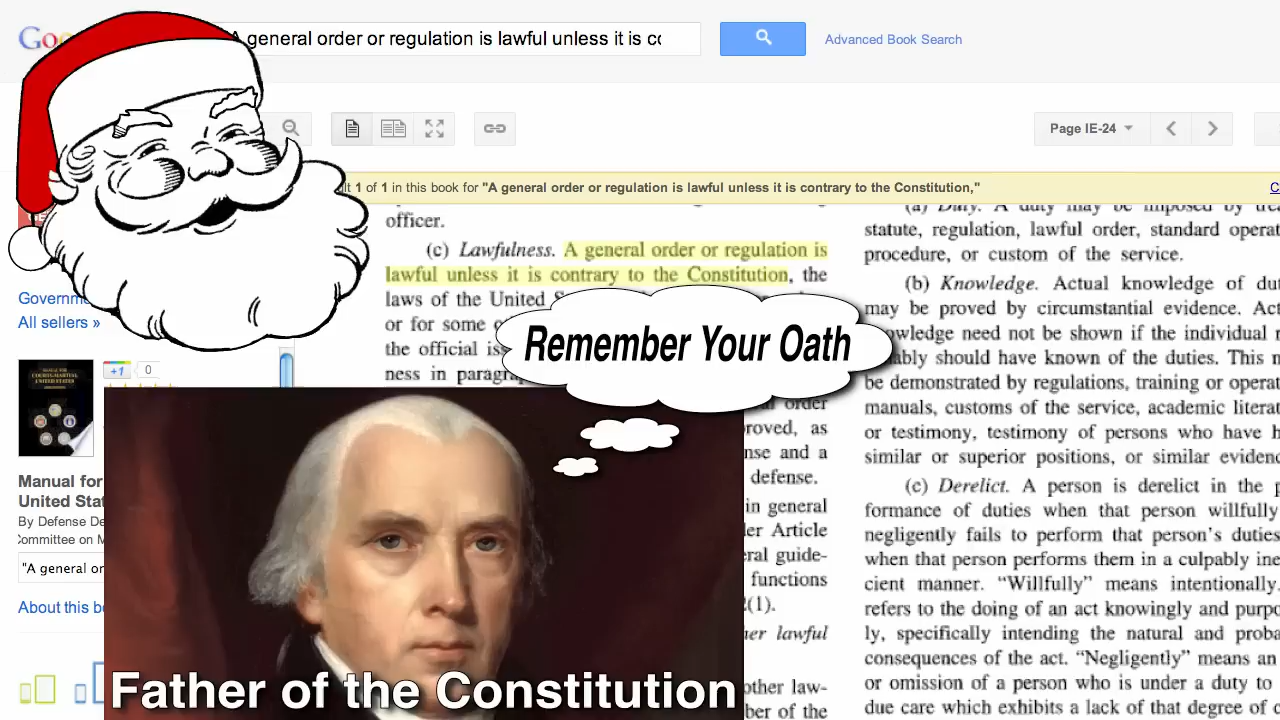 Goo
A general order or regulation is lawful unless it is co
Advanced Book Search
Page IE-24
1 of 1 in this book for "A general order or regulation is lawful unless it is contrary to the Constitution,"
officer.
(c) Lawfulness. A general order or regulation is
lawful unless it is contrary to the Constitution, the
laws of the United S
or for some
the official is
ness in paragrap
order
proved, as
nse and a
defense.
in general
er Article
ral guide-
functions
(1).
her lawful
other law-
ber of the
(a) Duty. A duty may be imposed by trea
statute, regulation, lawful order, standard operat
procedure, or custom of the service.
(b) Knowledge. Actual knowledge of dut
may be proved by circumstantial evidence. Act
owledge need not be shown if the individual r
ably should have known of the duties. This m
be demonstrated by regulations, training or operat
manuals, customs of the service, academic literat
or testimony, testimony of persons who have h
similar or superior positions, or similar evidenc
(c) Derelict. A person is derelict in the p
formance of duties when that person willfully
negligently fails to perform that person's duties
when that person performs them in a culpably ine
cient manner. "Willfully" means intentionally.
refers to the doing of an act knowingly and purpo
ly, specifically intending the natural and proba
consequences of the act. "Negligently" means an
or omission of a person who is under a duty to
due care which exhibits a lack of that degree of c
Governme
All sellers »
+1 0
Manual for
United Stat
By Defense De
Committee on M
"A general or
About this bo
Remember Your Oath
Father of the Constitution